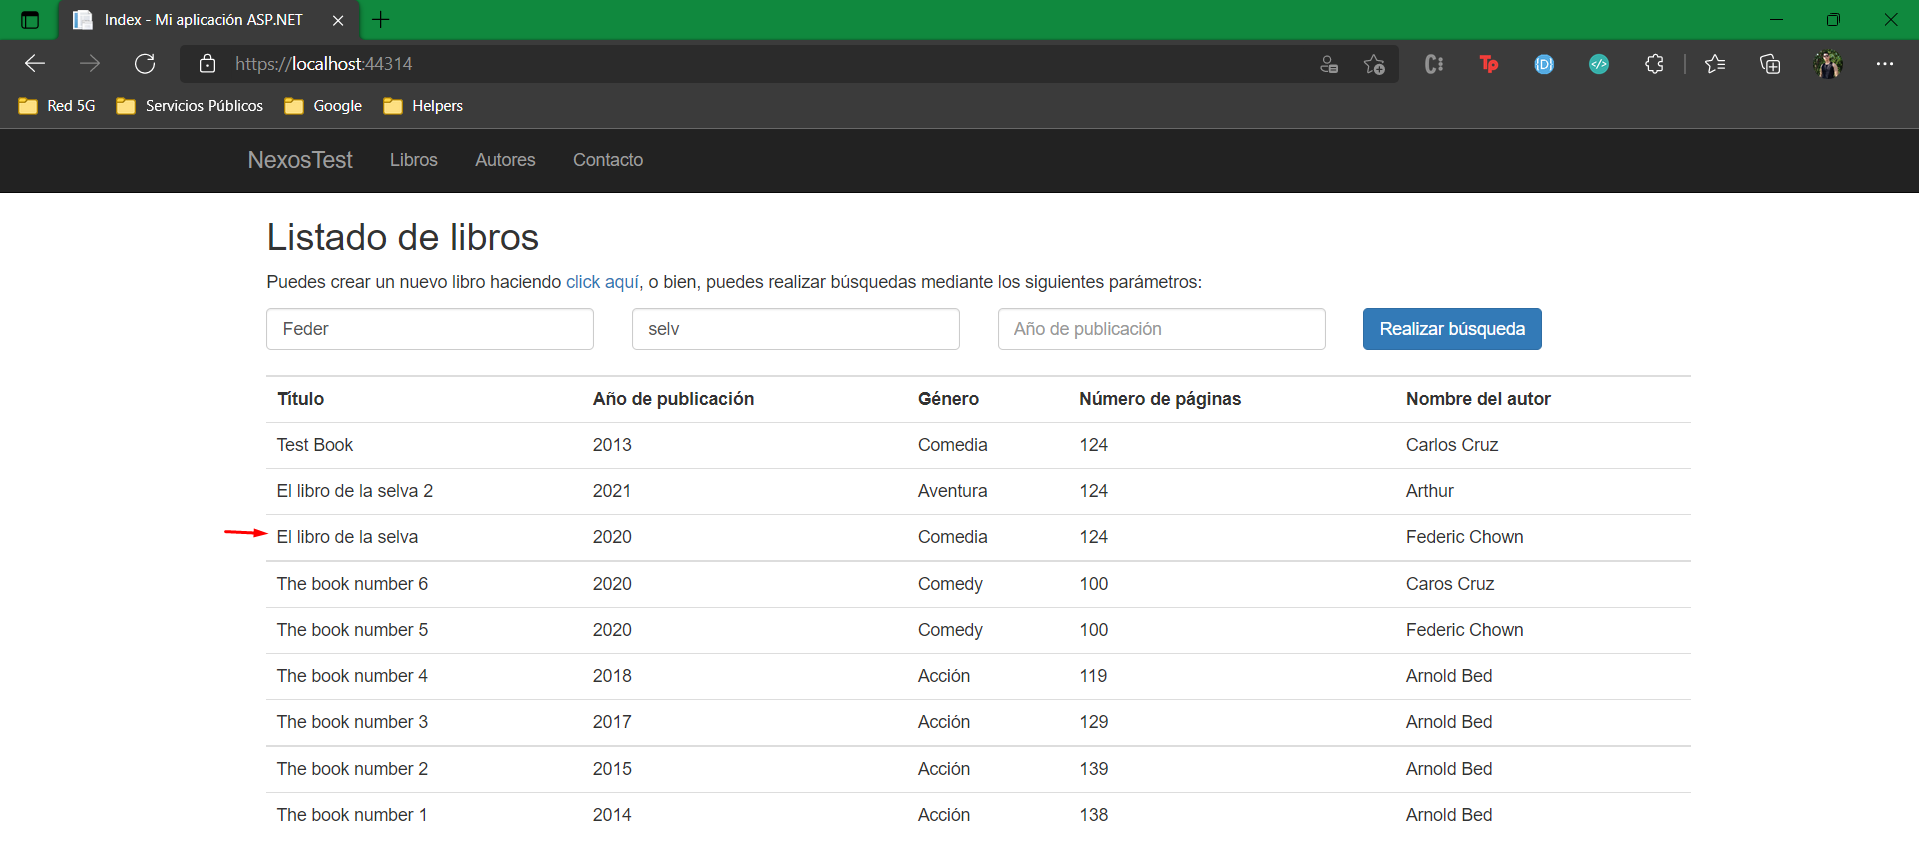 Index - Mi aplicación ASP.NET
https://localhost:44314
Red 5G Servicios Públicos Google Helpers
NexosTest Libros Autores Contacto
Listado de libros
Puedes crear un nuevo libro haciendo click aquí, o bien, puedes realizar búsquedas mediante los siguientes parámetros:
Feder selv Año de publicación Realizar búsqueda
Título Año de publicación Género Número de páginas Nombre del autor
Test Book 2013 Comedia 124 Carlos Cruz
El libro de la selva 2 2021 Aventura 124 Arthur
El libro de la selva 2020 Comedia 124 Federic Chown
The book number 6 2020 Comedy 100 Caros Cruz
The book number 5 2020 Comedy 100 Federic Chown
The book number 4 2018 Acción 119 Arnold Bed
The book number 3 2017 Acción 129 Arnold Bed
The book number 2 2015 Acción 139 Arnold Bed
The book number 1 2014 Acción 138 Arnold Bed